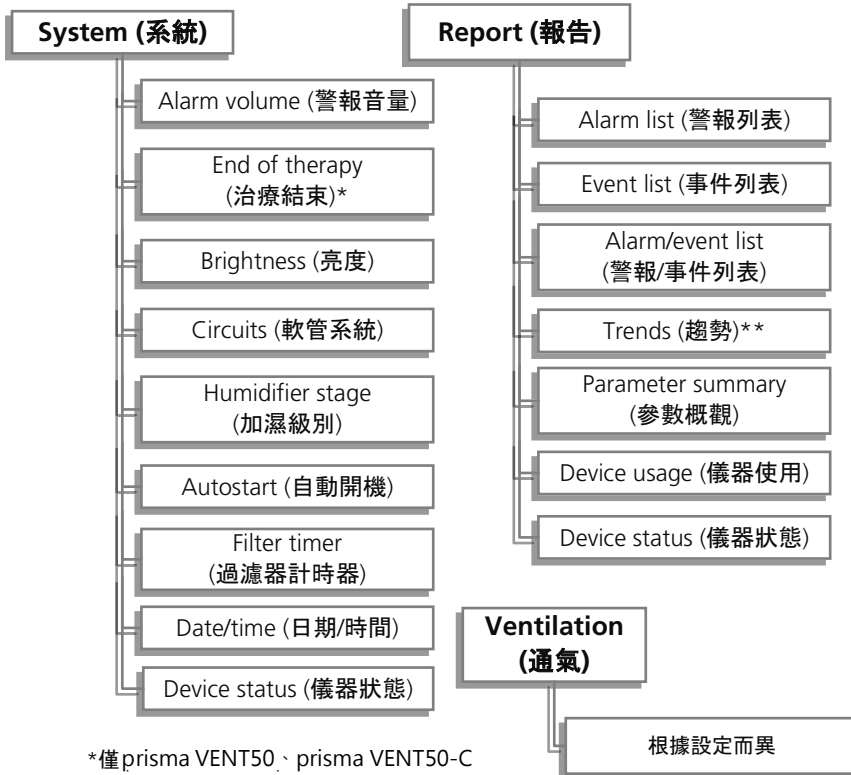 System (系統)
Alarm volume (警報音量)
End of therapy
(治療結束)*
Brightness (亮度)
Circuits (軟管系統)
Humidifier stage
(加濕級別)
Autostart (自動開機)
Filter timer
(過濾器計時器)
Date/time (日期/時間)
Device status (儀器狀態)
Report (報告)
Alarm list (警報列表)
Event list (事件列表)
Alarm/event list
(警報/事件列表)
Trends (趨勢)**
Parameter summary
(參數概觀)
Device usage (儀器使用)
Device status (儀器狀態)
Ventilation
(通氣)
根據設定而異
*僅prisma VENT50、prisma VENT50-C